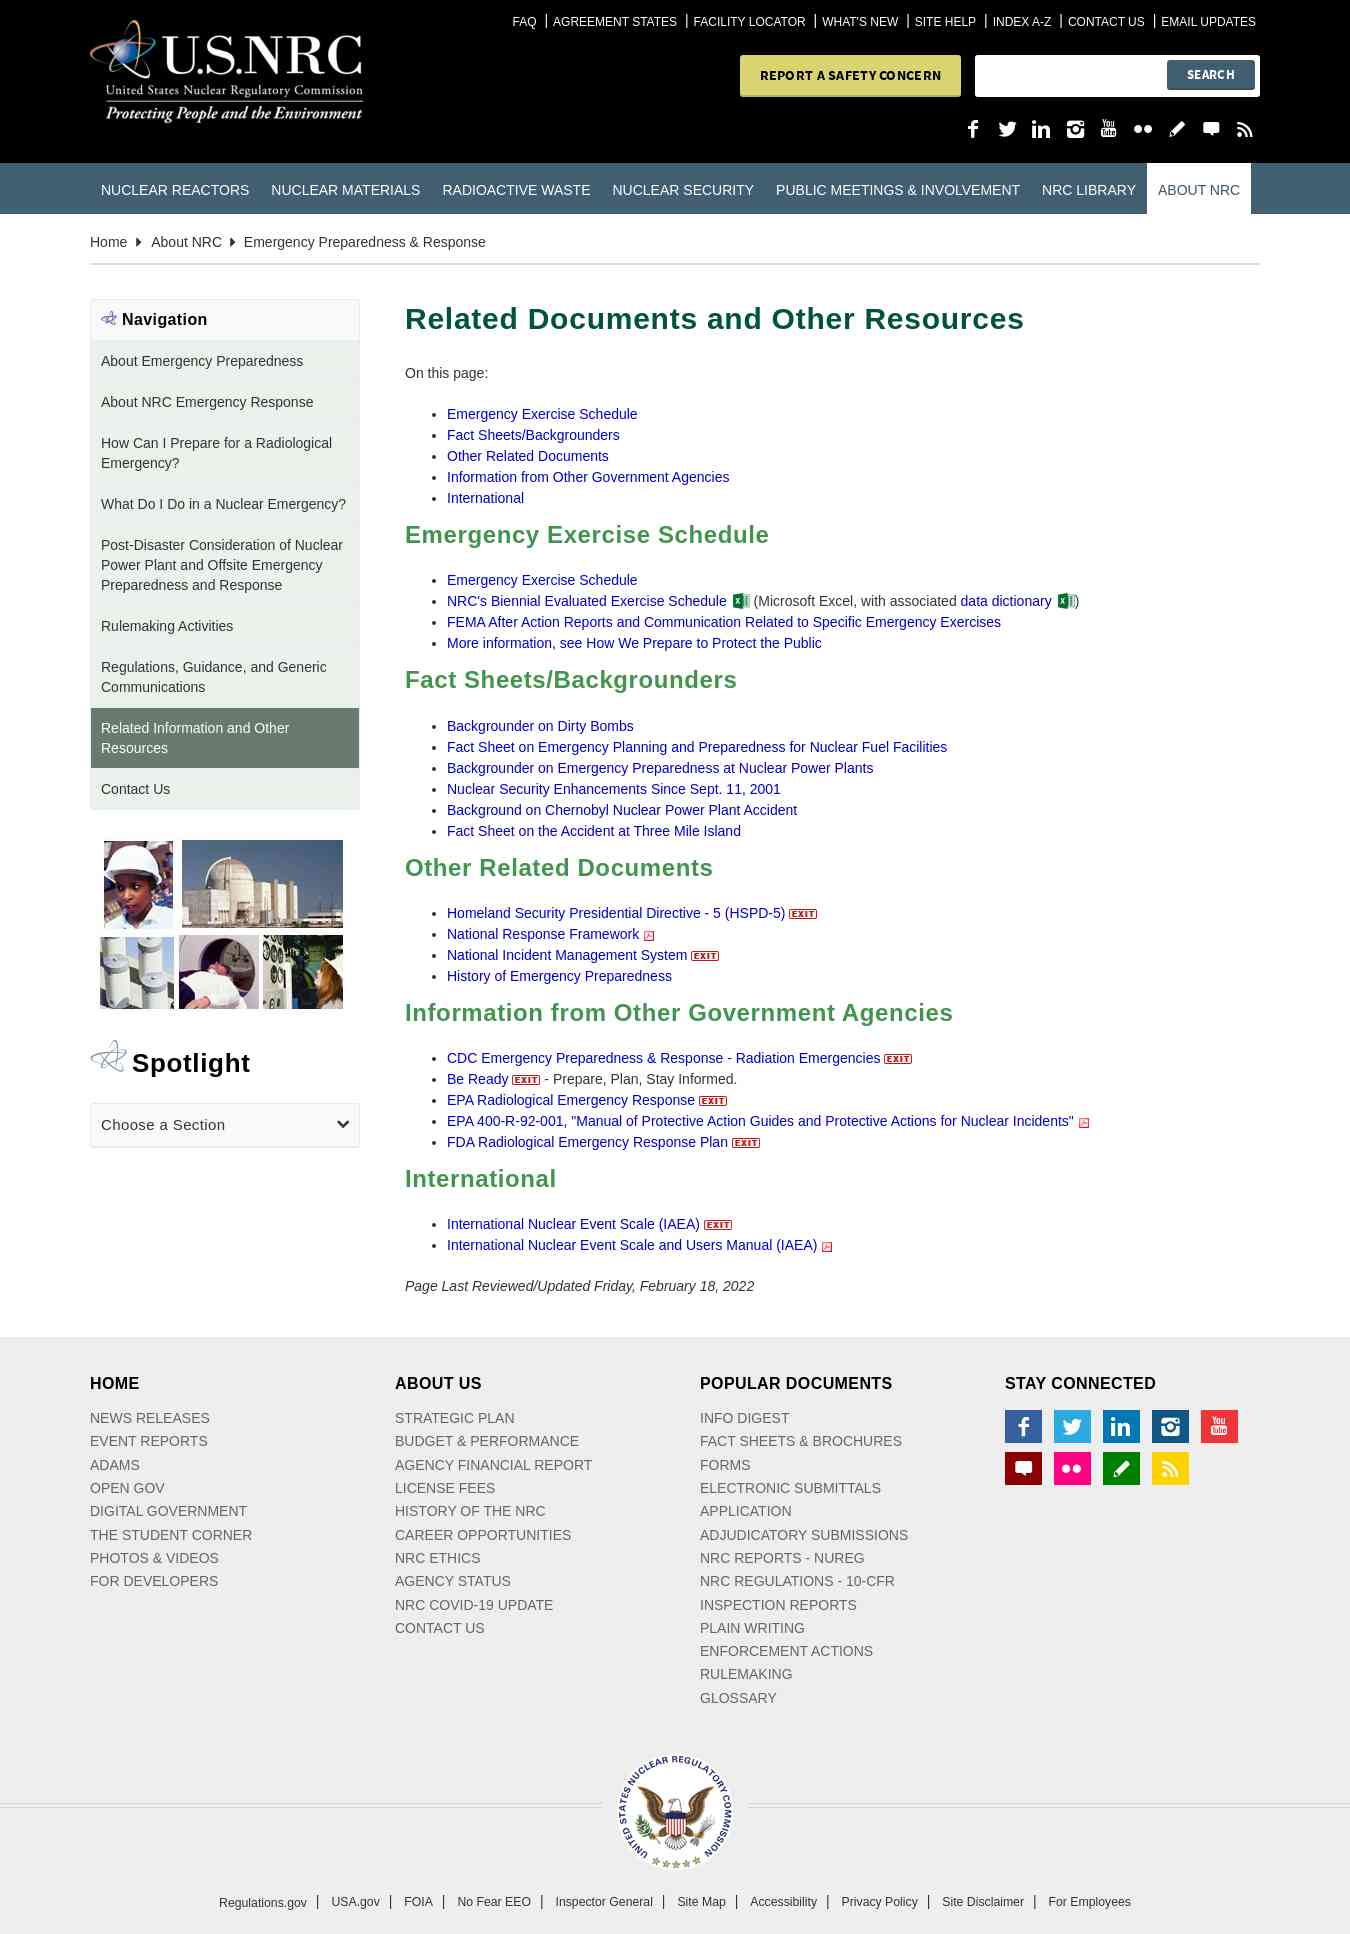 FAQ | AGREEMENT STATES | FACILITY LOCATOR | WHAT'S NEW | SITE HELP | INDEX A-Z | CONTACT US | EMAIL UPDATES
U.S.NRC
United States Nuclear Regulatory Commission
Protecting People and the Environment
REPORT A SAFETY CONCERN
SEARCH
You Tube
NUCLEAR REACTORS NUCLEAR MATERIALS RADIOACTIVE WASTE NUCLEAR SECURITY PUBLIC MEETINGS & INVOLVEMENT NRC LIBRARY ABOUT NRC
Home About NRC Emergency Preparedness & Response
Navigation
About Emergency Preparedness
About NRC Emergency Response
How Can I Prepare for a Radiological
Emergency?
What Do I Do in a Nuclear Emergency?
Post-Disaster Consideration of Nuclear
Power Plant and Offsite Emergency
Preparedness and Response
Rulemaking Activities
Regulations, Guidance, and Generic
Communications
Related Information and Other
Resources
Contact Us
Spotlight
Choose a Section
Related Documents and Other Resources
On this page:
• Emergency Exercise Schedule
• Fact Sheets/Backgrounders
• Other Related Documents
• Information from Other Government Agencies
• International
Emergency Exercise Schedule
• Emergency Exercise Schedule
• NRC's Biennial Evaluated Exercise Schedule (Microsoft Excel, with associated data dictionary )
• FEMA After Action Reports and Communication Related to Specific Emergency Exercises
• More information, see How We Prepare to Protect the Public
Fact Sheets/Backgrounders
• Backgrounder on Dirty Bombs
• Fact Sheet on Emergency Planning and Preparedness for Nuclear Fuel Facilities
• Backgrounder on Emergency Preparedness at Nuclear Power Plants
• Nuclear Security Enhancements Since Sept. 11, 2001
• Background on Chernobyl Nuclear Power Plant Accident
• Fact Sheet on the Accident at Three Mile Island
Other Related Documents
• Homeland Security Presidential Directive - 5 (HSPD-5) EXIT
• National Response Framework
• National Incident Management System EXIT
• History of Emergency Preparedness
Information from Other Government Agencies
• CDC Emergency Preparedness & Response - Radiation Emergencies EXIT
• Be Ready EXIT - Prepare, Plan, Stay Informed.
• EPA Radiological Emergency Response EXIT
• EPA 400-R-92-001, "Manual of Protective Action Guides and Protective Actions for Nuclear Incidents"
• FDA Radiological Emergency Response Plan EXIT
International
• International Nuclear Event Scale (IAEA) EXIT
• International Nuclear Event Scale and Users Manual (IAEA)
Page Last Reviewed/Updated Friday, February 18, 2022
HOME
NEWS RELEASES
EVENT REPORTS
ADAMS
OPEN GOV
DIGITAL GOVERNMENT
THE STUDENT CORNER
PHOTOS & VIDEOS
FOR DEVELOPERS
ABOUT US
STRATEGIC PLAN
BUDGET & PERFORMANCE
AGENCY FINANCIAL REPORT
LICENSE FEES
HISTORY OF THE NRC
CAREER OPPORTUNITIES
NRC ETHICS
AGENCY STATUS
NRC COVID-19 UPDATE
CONTACT US
POPULAR DOCUMENTS
INFO DIGEST
FACT SHEETS & BROCHURES
FORMS
ELECTRONIC SUBMITTALS
APPLICATION
ADJUDICATORY SUBMISSIONS
NRC REPORTS - NUREG
NRC REGULATIONS - 10-CFR
INSPECTION REPORTS
PLAIN WRITING
ENFORCEMENT ACTIONS
RULEMAKING
GLOSSARY
STAY CONNECTED
You Tube
UNITED STATES NUCLEAR REGULATORY COMMISSION
Regulations.gov | USA.gov | FOIA | No Fear EEO | Inspector General | Site Map | Accessibility | Privacy Policy | Site Disclaimer | For Employees